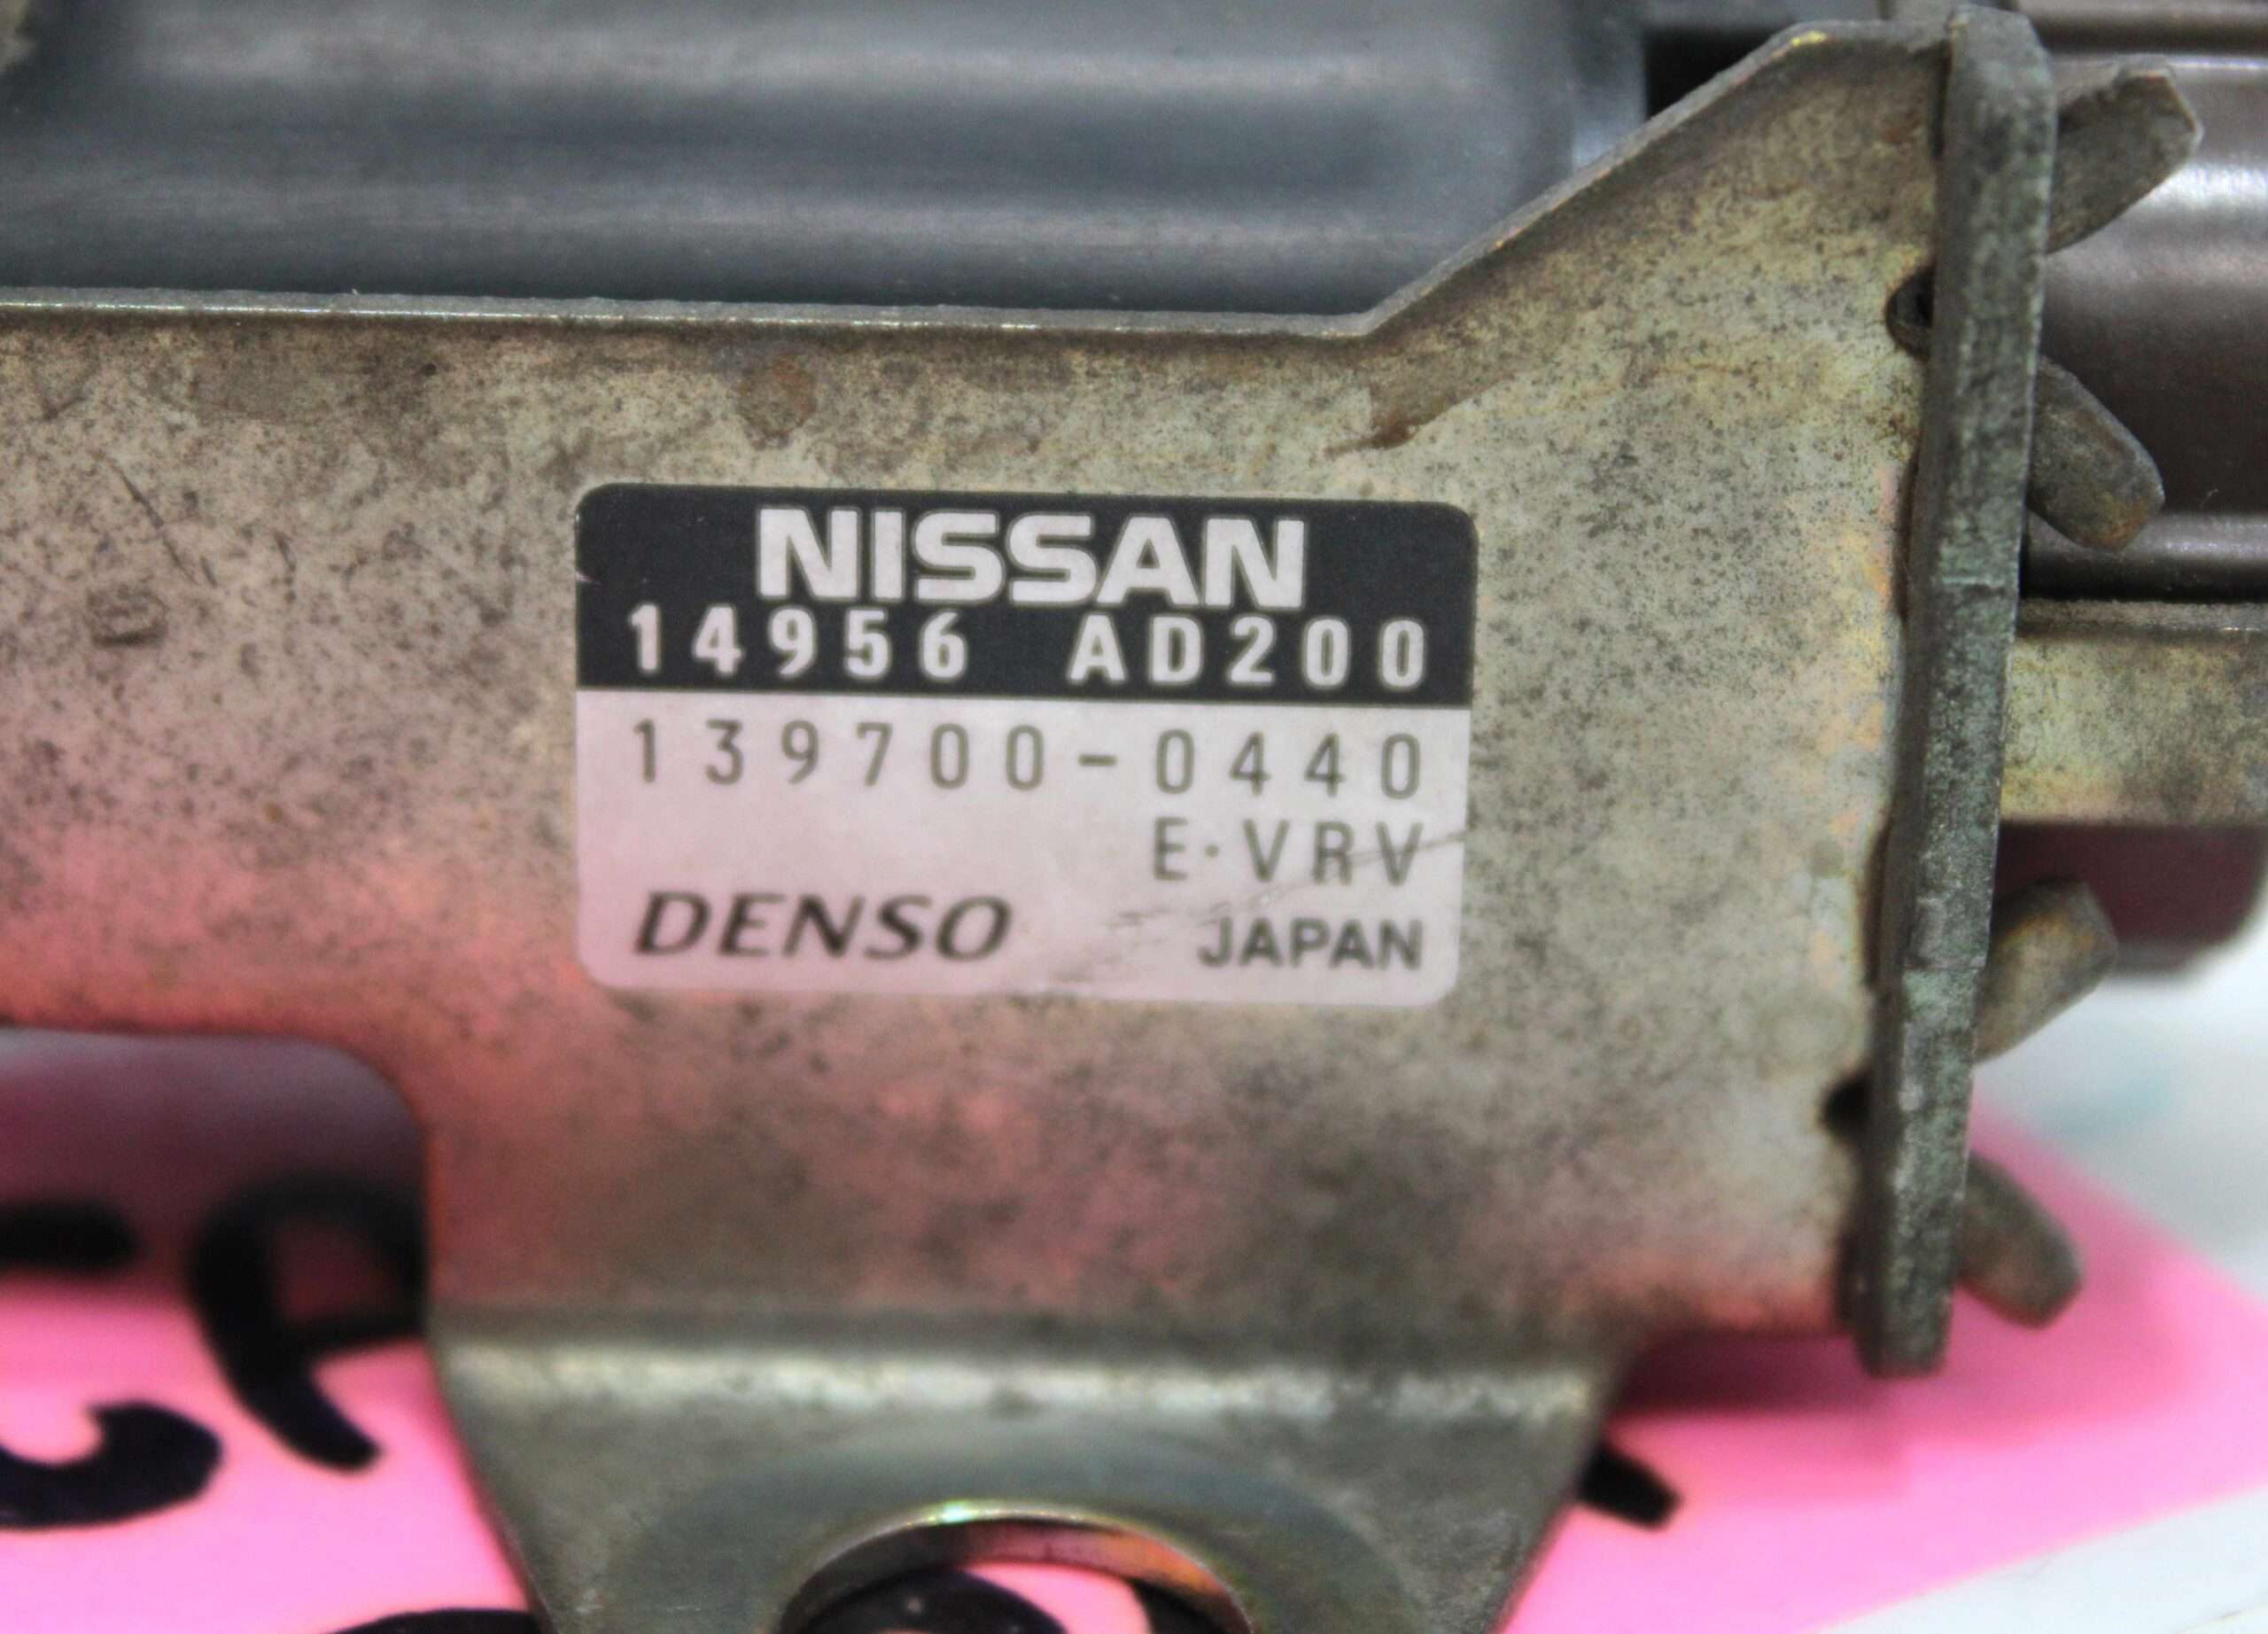 NISSAN
14956 AD200
139700-0440
E·VRV
DENSO JAPAN